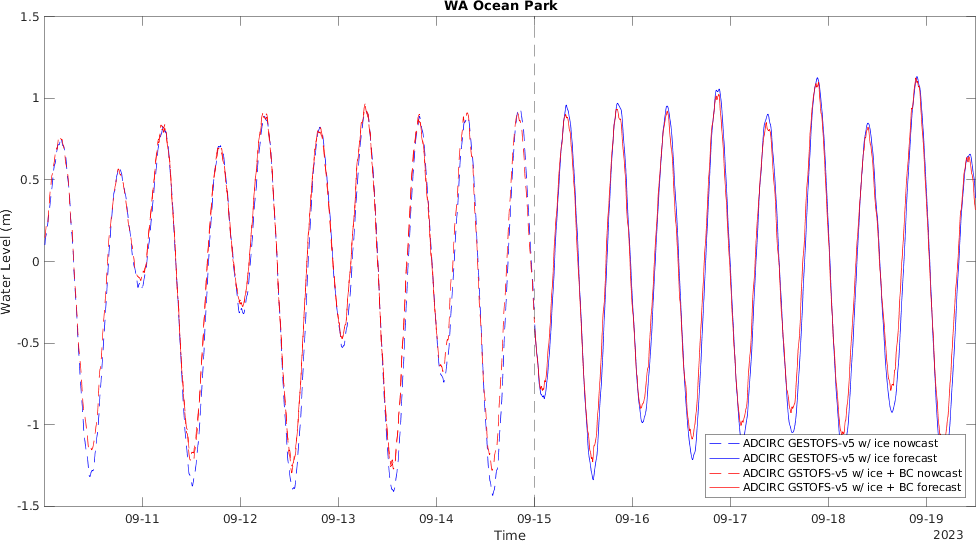 WA Ocean Park
1.5
1
0.5
0
-0.5
-1
-1.5
Water Level (m)
ADCIRC GESTOFS-v5 w/ ice nowcast
ADCIRC GESTOFS-v5 w/ ice forecast
ADCIRC GSTOFS-v5 w/ ice + BC nowcast
ADCIRC GSTOFS-v5 w/ ice + BC forecast
09-11 09-12 09-13 09-14 09-15 09-16 09-17 09-18 09-19
Time
2023